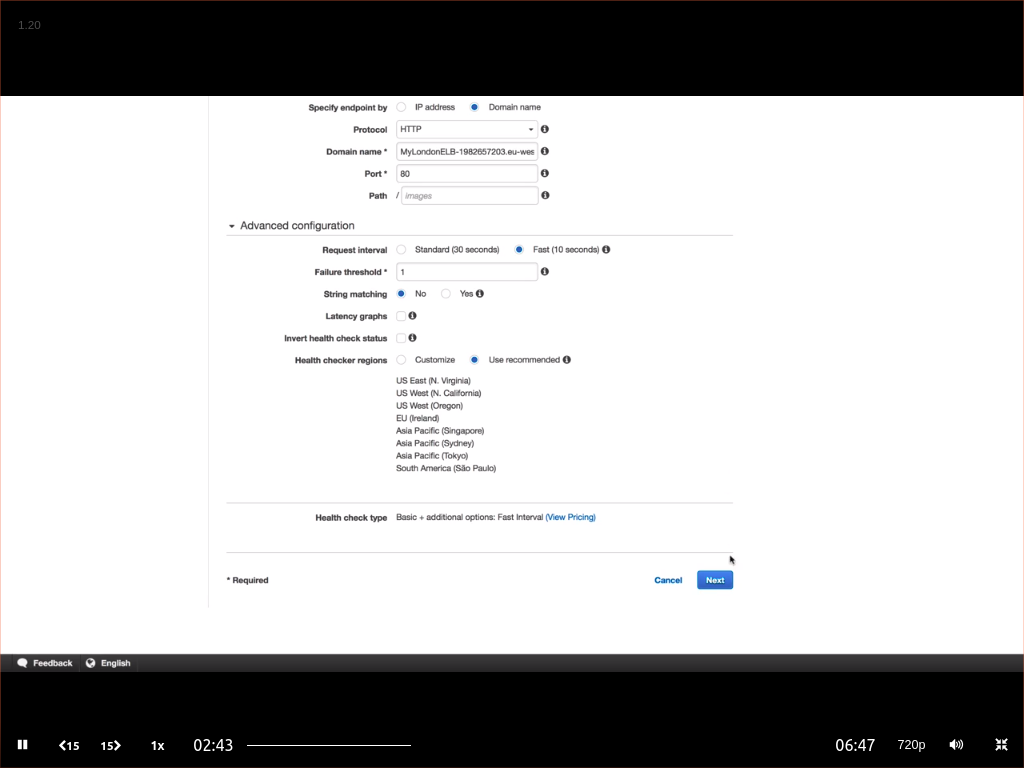 1.20
Specify endpoint by IP address Domain name
Protocol HTTP
Domain name * MyLondonELB-1982657203.eu-wes
Port * 80
Path / images
Advanced configuration
Request interval Standard (30 seconds) Fast (10 seconds)
Failure threshold * 1
String matching No Yes
Latency graphs
Invert health check status
Health checker regions Customize Use recommended
US East (N. Virginia)
US West (N. California)
US West (Oregon)
EU (Ireland)
Asia Pacific (Singapore)
Asia Pacific (Sydney)
Asia Pacific (Tokyo)
South America (São Paulo)
Health check type Basic + additional options: Fast Interval (View Pricing)
* Required Cancel Next
Feedback English
15 15 1x 02:43 06:47 720p